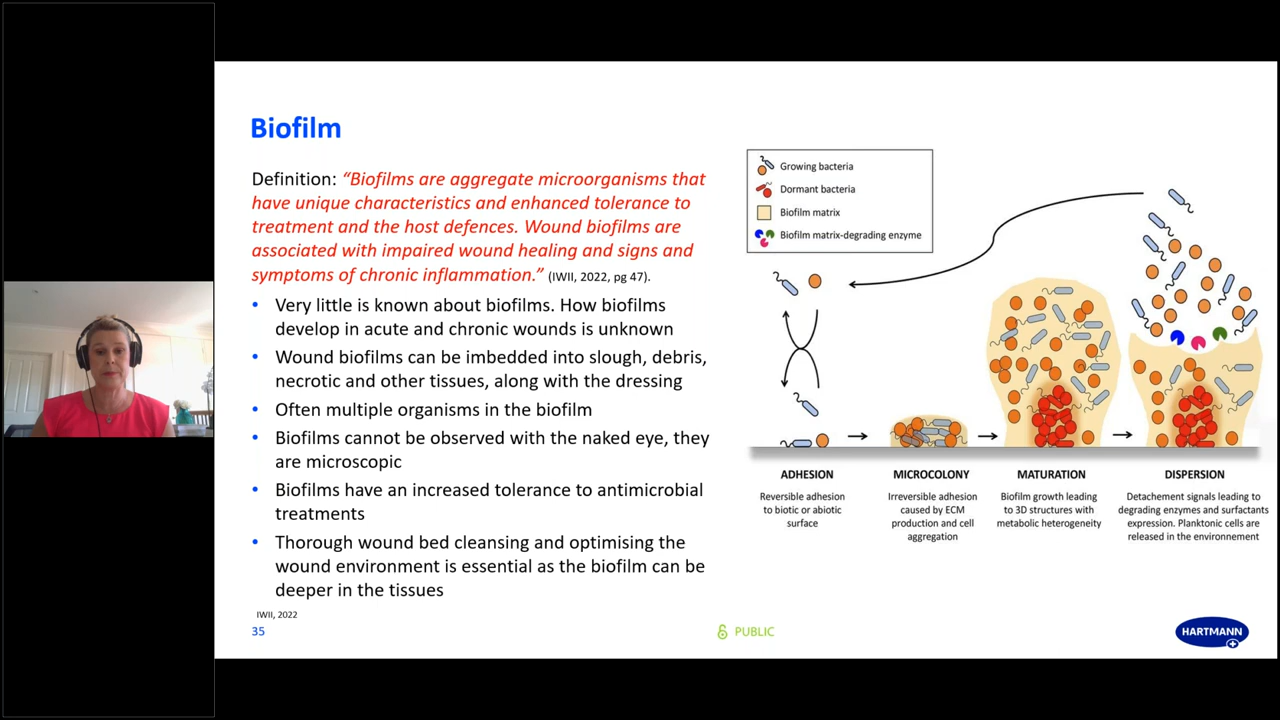 Biofilm
Definition: “Biofilms are aggregate microorganisms that
have unique characteristics and enhanced tolerance to
treatment and the host defences. Wound biofilms are
associated with impaired wound healing and signs and
symptoms of chronic inflammation.” (IWII, 2022, pg 47).
• Very little is known about biofilms. How biofilms
develop in acute and chronic wounds is unknown
• Wound biofilms can be imbedded into slough, debris,
necrotic and other tissues, along with the dressing
• Often multiple organisms in the biofilm
• Biofilms cannot be observed with the naked eye, they
are microscopic
• Biofilms have an increased tolerance to antimicrobial
treatments
• Thorough wound bed cleansing and optimising the
wound environment is essential as the biofilm can be
deeper in the tissues
IWII, 2022
35
Growing bacteria
Dormant bacteria
Biofilm matrix
Biofilm matrix-degrading enzyme
ADHESION
Reversible adhesion
to biotic or abiotic
surface
MICROCOLONY
Irreversible adhesion
caused by ECM
production and cell
aggregation
MATURATION
Biofilm growth leading
to 3D structures with
metabolic heterogeneity
DISPERSION
Detachement signals leading to
degrading enzymes and surfactants
expression. Planktonic cells are
released in the environnement
PUBLIC
HARTMANN